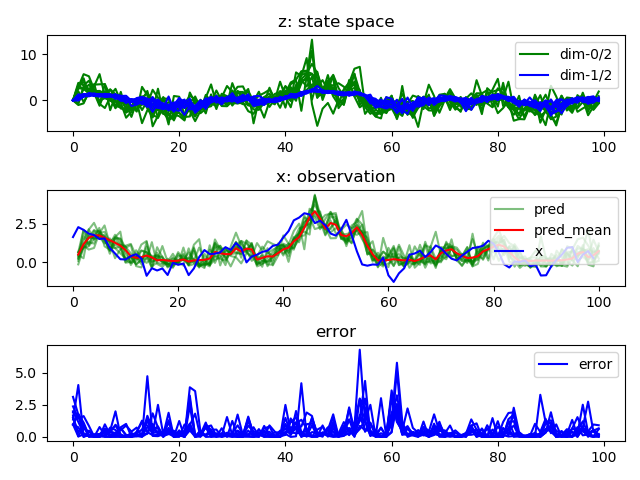 z: state space
10
0
dim-0/2
dim-1/2
0 20 40 60 80 100
x: observation
2.5
0.0
pred
pred_mean
x
0 20 40 60 80 100
error
5.0
2.5
0.0
error
0 20 40 60 80 100